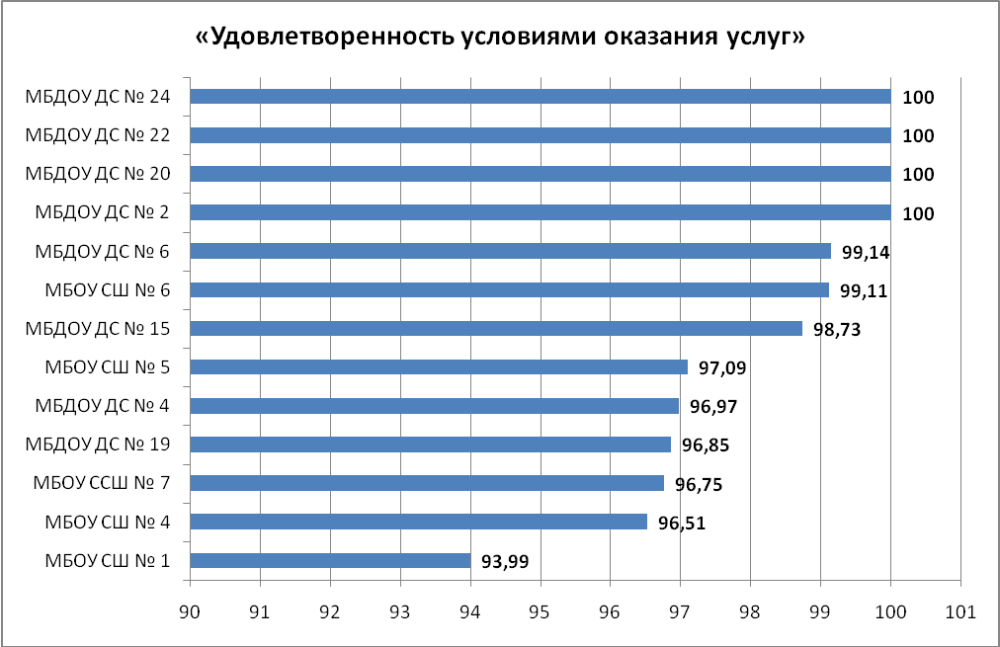 «Удовлетворенность условиями оказания услуг»
МБДОУ ДС № 24 100
МБДОУ ДС № 22 100
МБДОУ ДС № 20 100
МБДОУ ДС № 2 100
МБДОУ ДС № 6 99,14
МБОУ СШ № 6 99,11
МБДОУ ДС № 15 98,73
МБОУ СШ № 5 97,09
МБДОУ ДС № 4 96,97
МБДОУ ДС № 19 96,85
МБОУ ССШ № 7 96,75
МБОУ СШ № 4 96,51
МБОУ СШ № 1 93,99
90 91 92 93 94 95 96 97 98 99 100 101